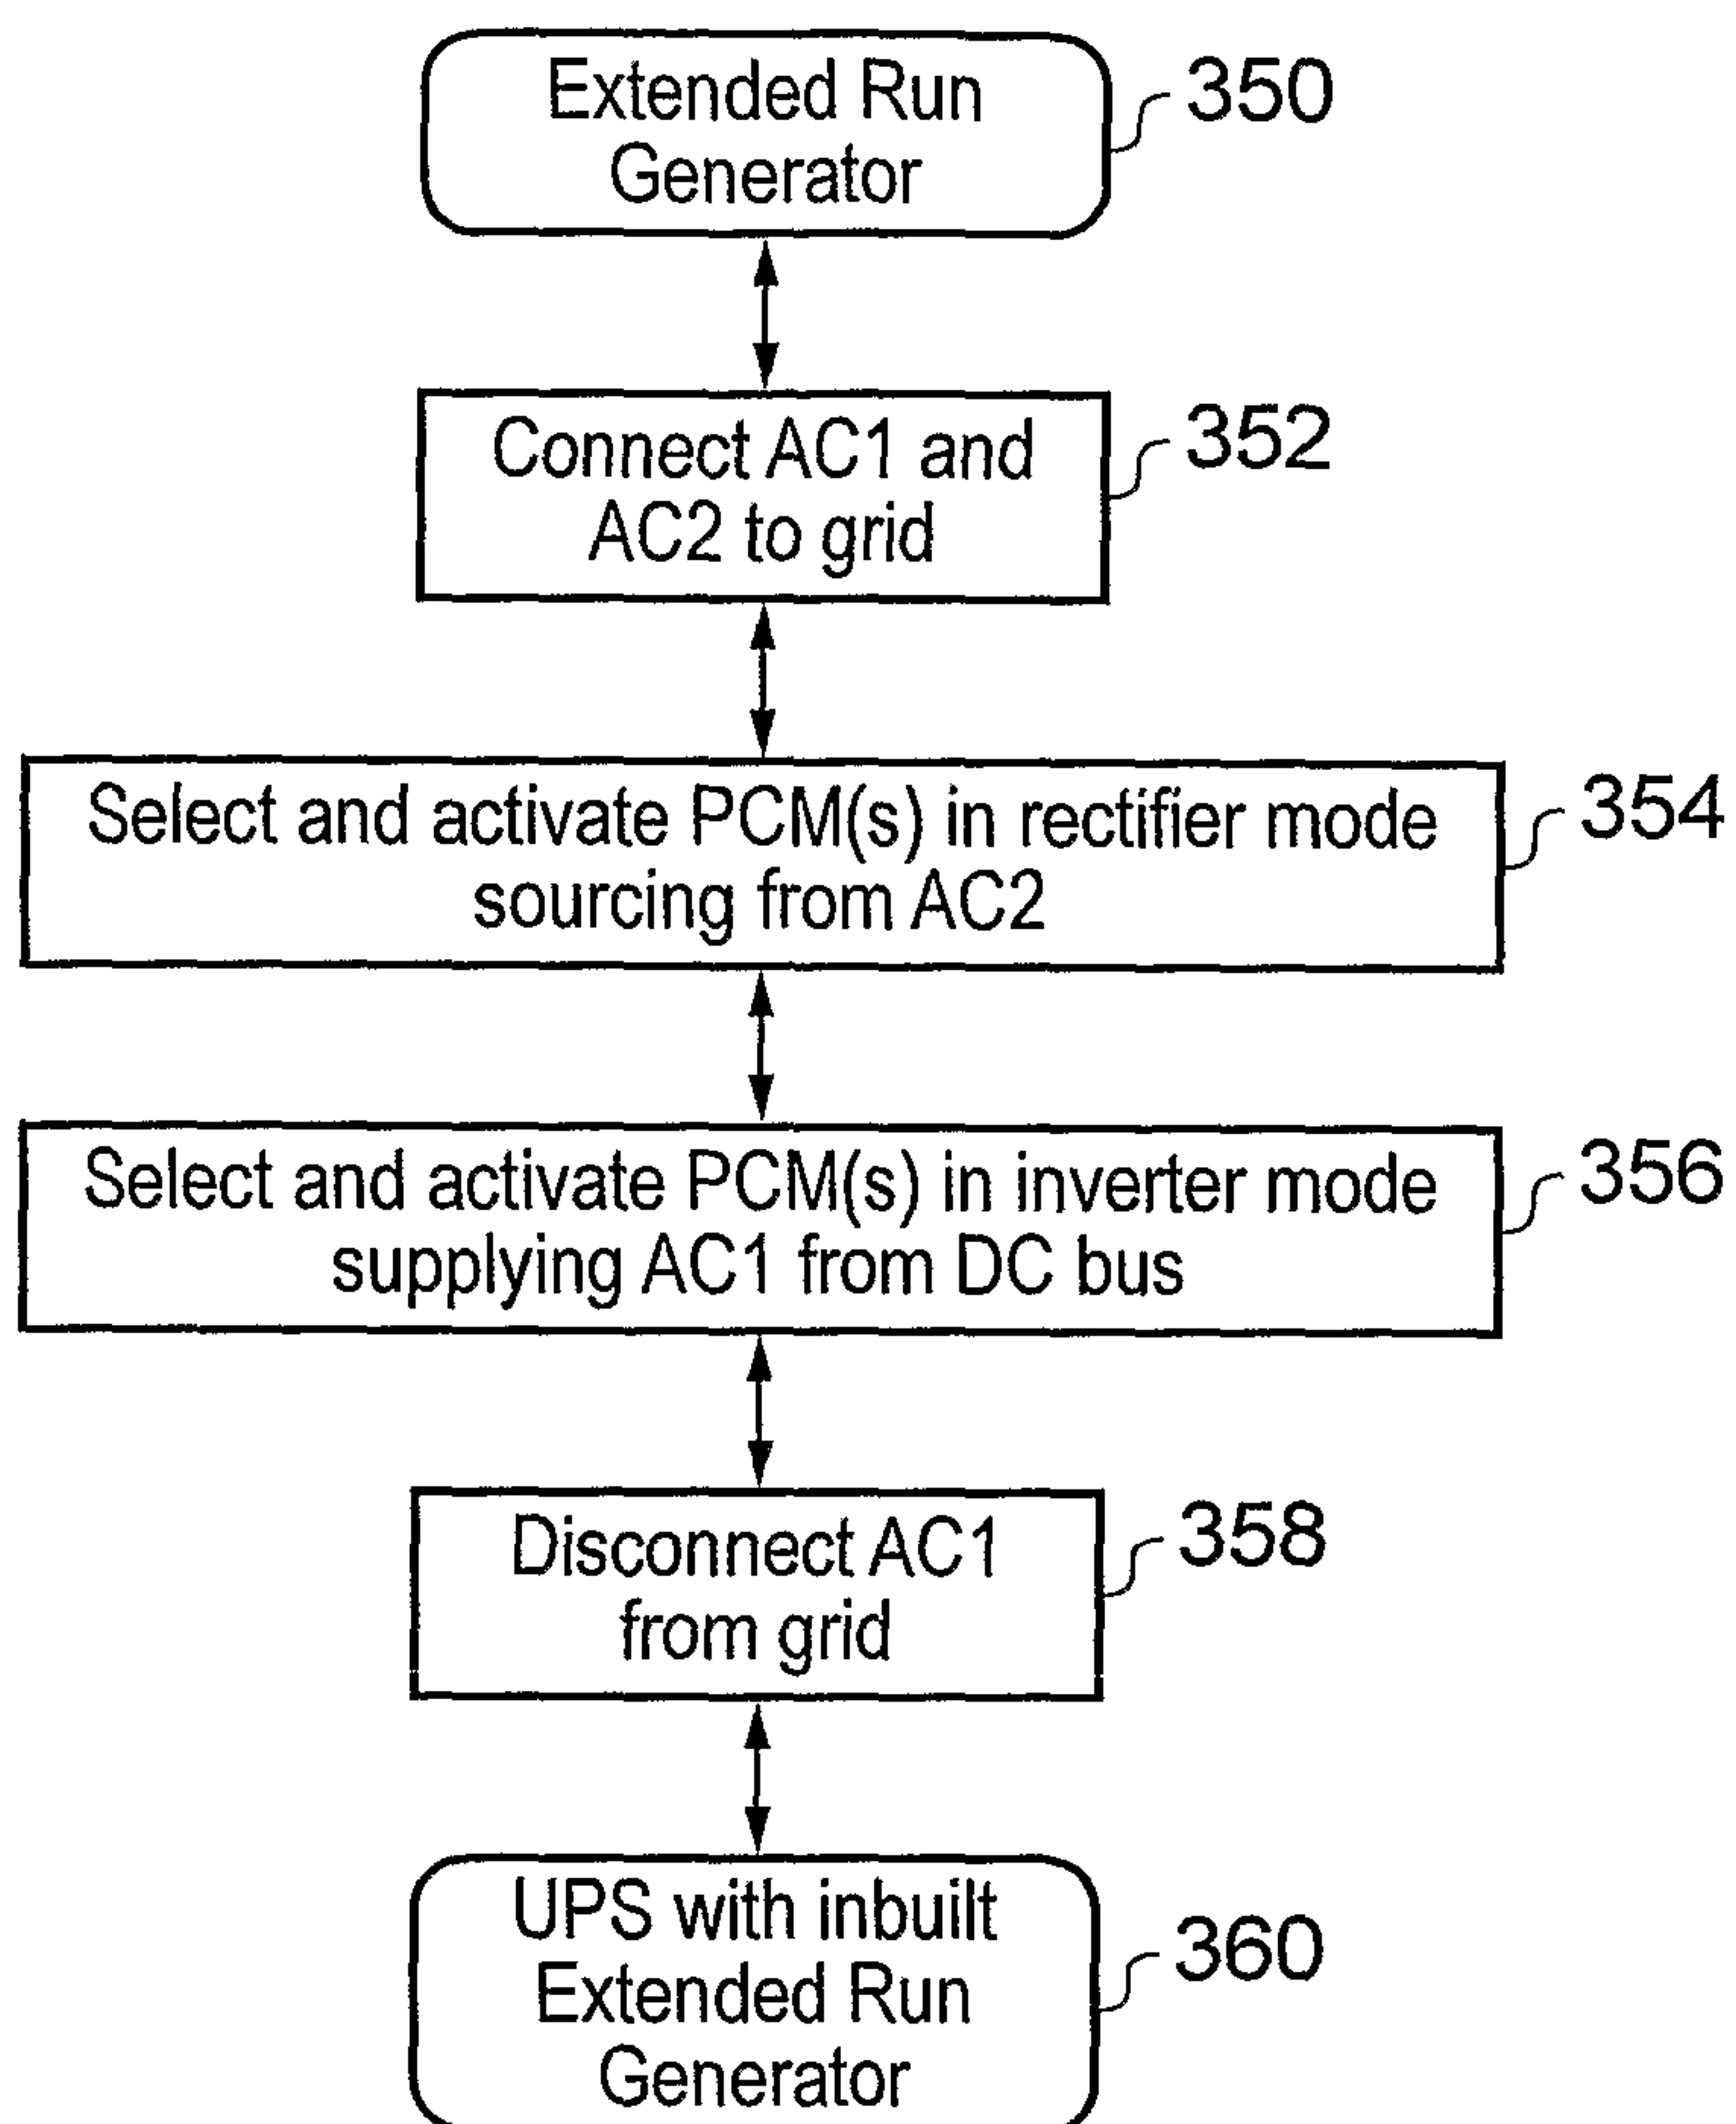 Extended Run
Generator
350
Connect AC1 and
AC2 to grid
352
Select and activate PCM(s) in rectifier mode
sourcing from AC2
354
Select and activate PCM(s) in inverter mode
supplying AC1 from DC bus
356
Disconnect AC1
from grid
358
UPS with inbuilt
Extended Run
Generator
360